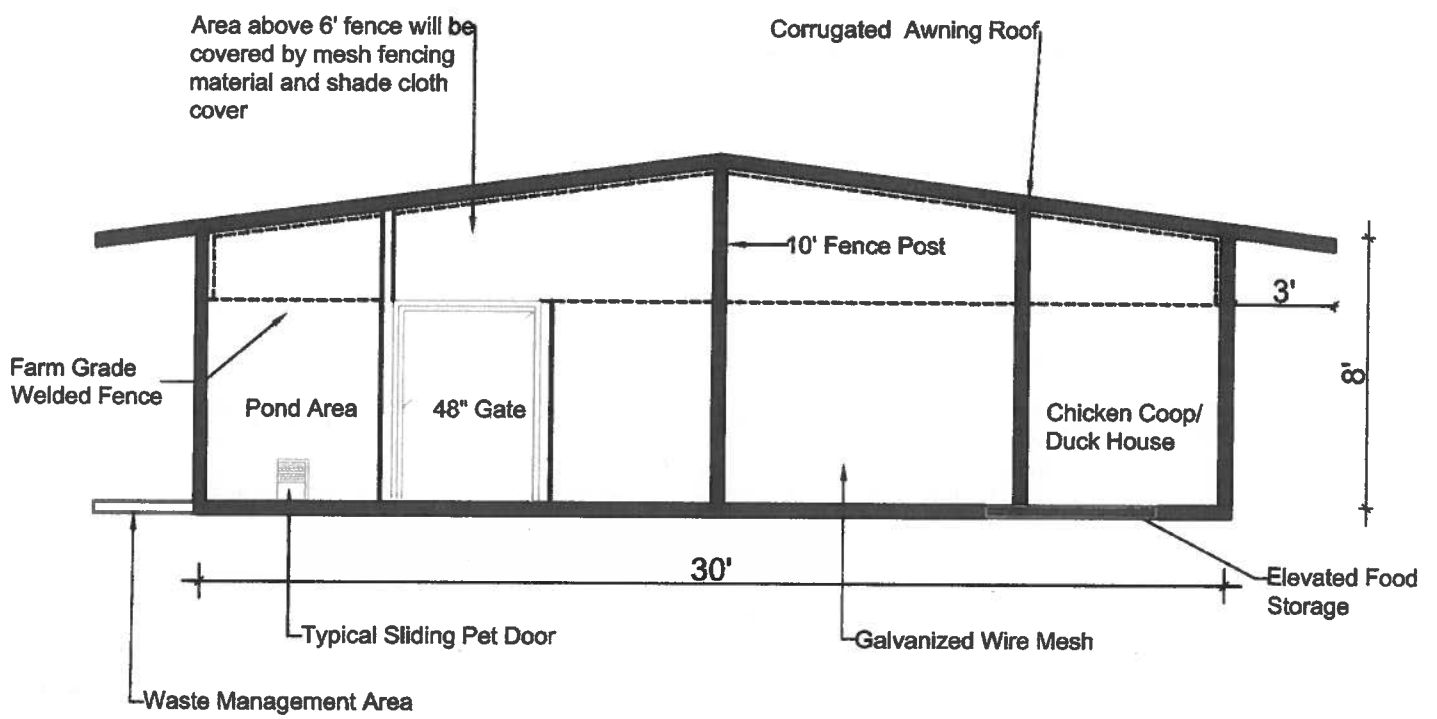 Area above 6' fence will be
covered by mesh fencing
material and shade cloth
cover
Corrugated Awning Roof
10' Fence Post
3'
Farm Grade
Welded Fence
8'
Pond Area
48" Gate
Chicken Coop/
Duck House
30'
Elevated Food
Storage
Typical Sliding Pet Door
Galvanized Wire Mesh
Waste Management Area